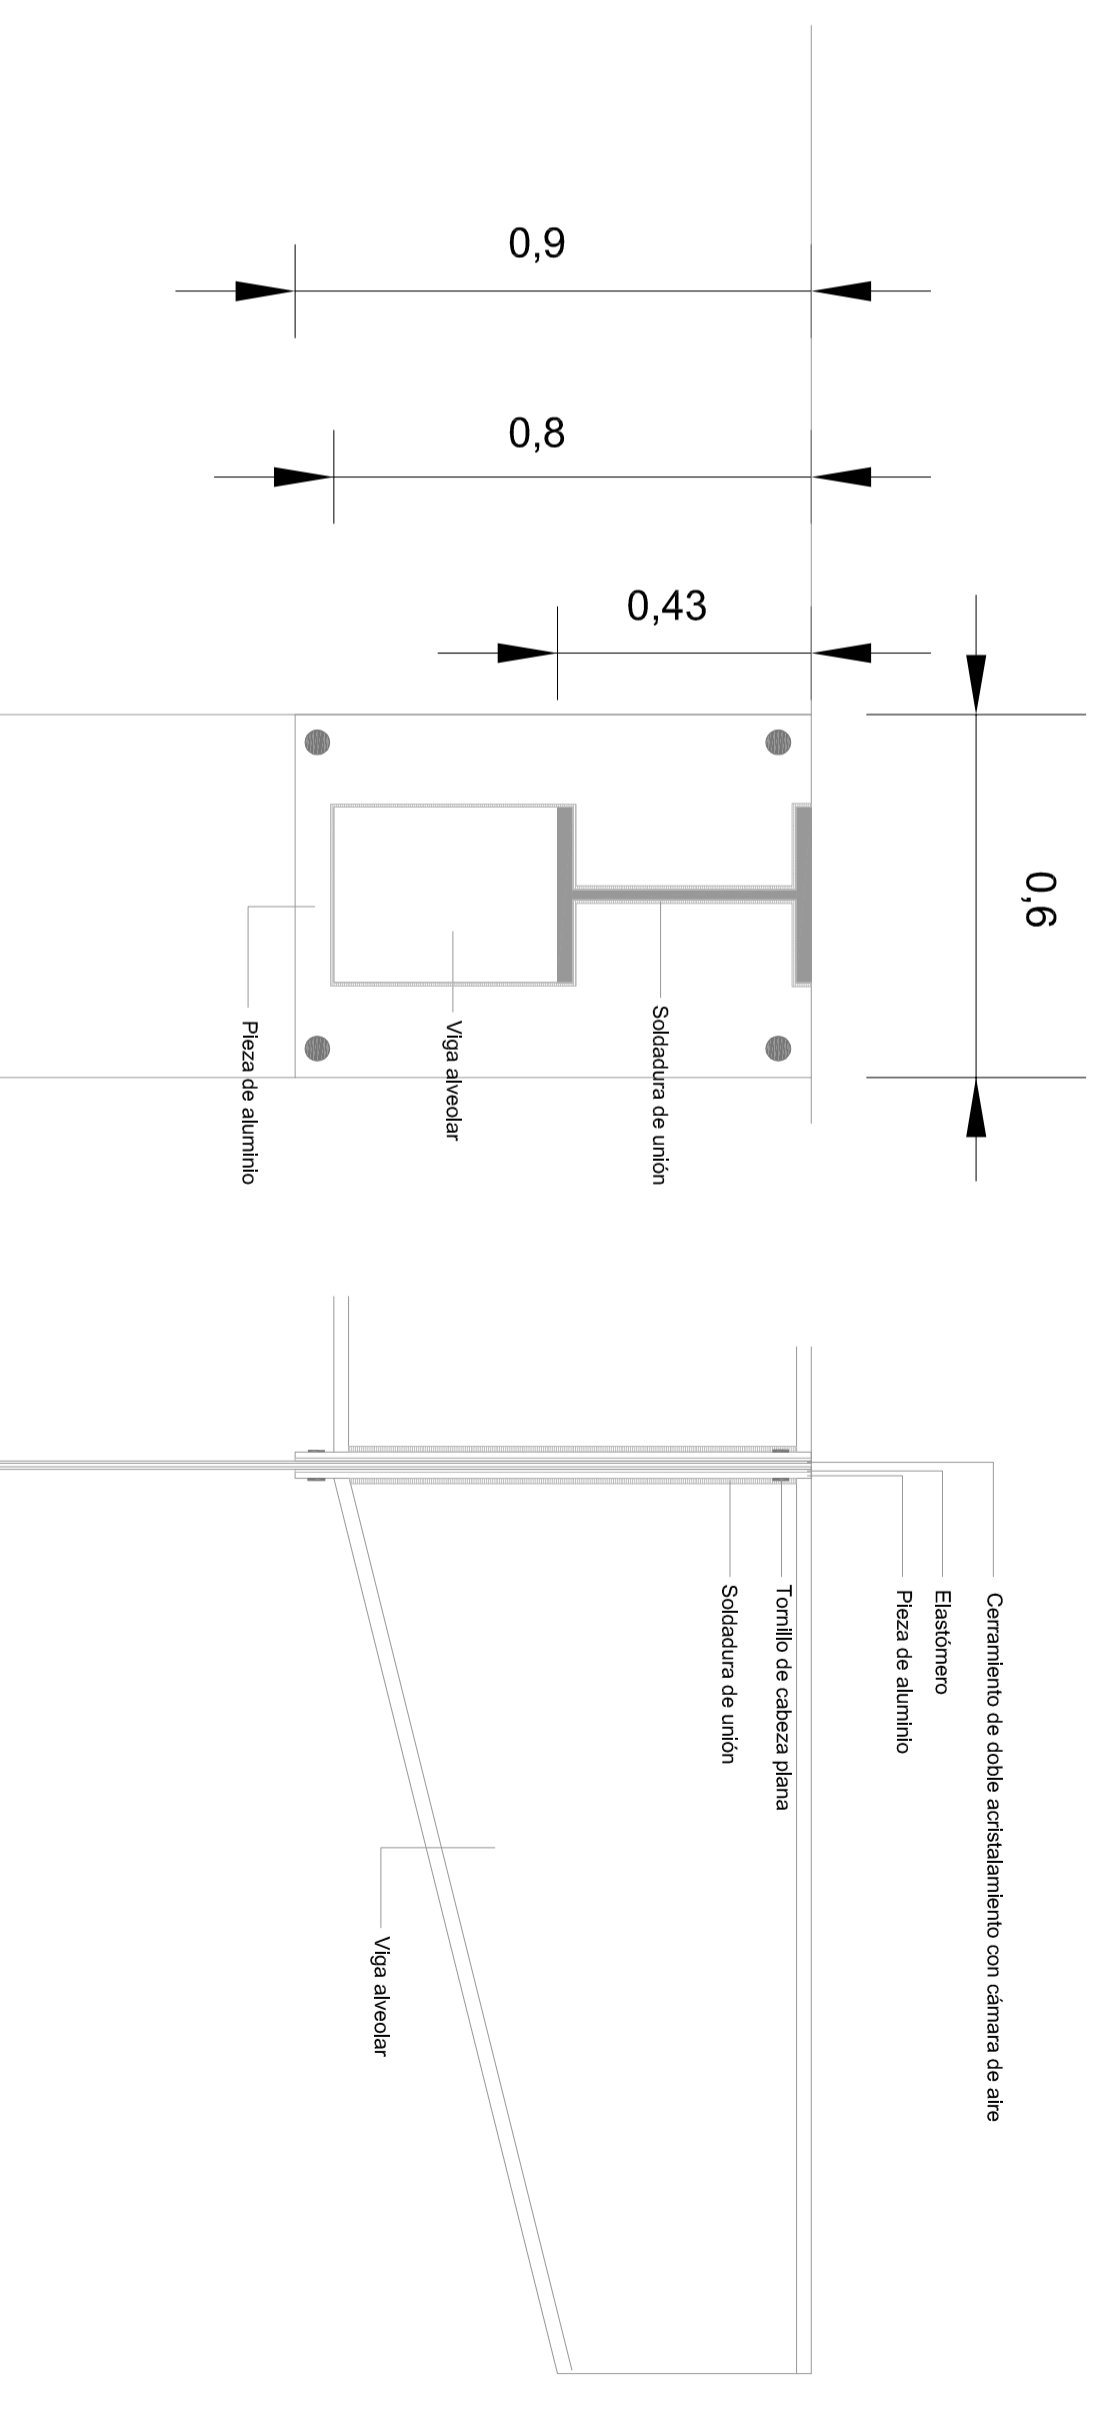 0,9
0,8
0,43
0,6
Soldadura de unión
Viga alveolar
Pieza de aluminio
Cerramiento de doble acristalamiento con cámara de aire
Elastómero
Pieza de aluminio
Tornillo de cabeza plana
Soldadura de unión
Viga alveolar